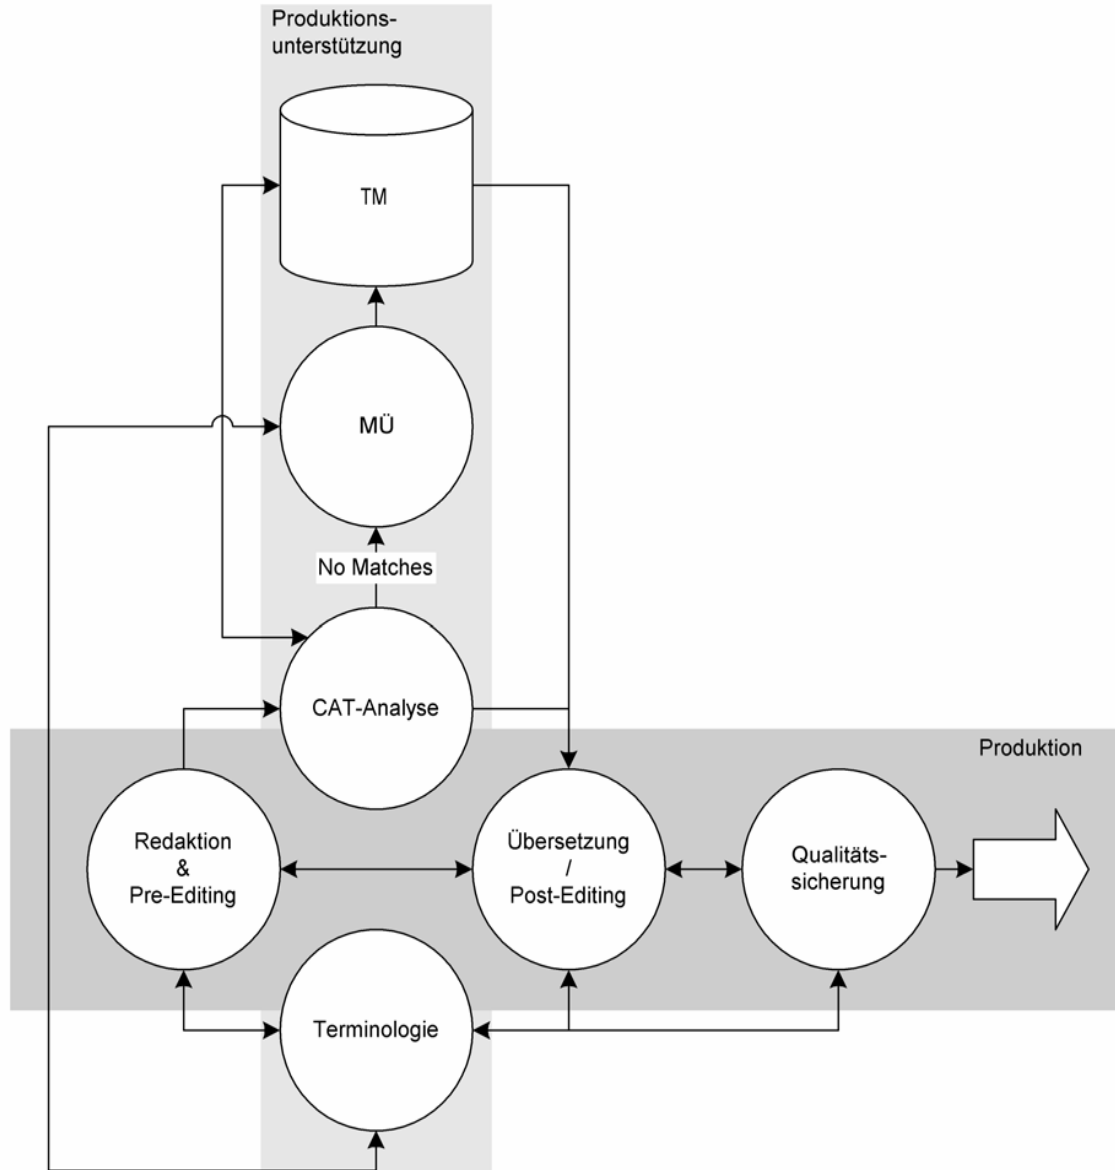 Produktions-
unterstützung
TM
MÜ
No Matches
CAT-Analyse
Produktion
Redaktion
&
Pre-Editing
Übersetzung
/
Post-Editing
Qualitäts-
sicherung
Terminologie